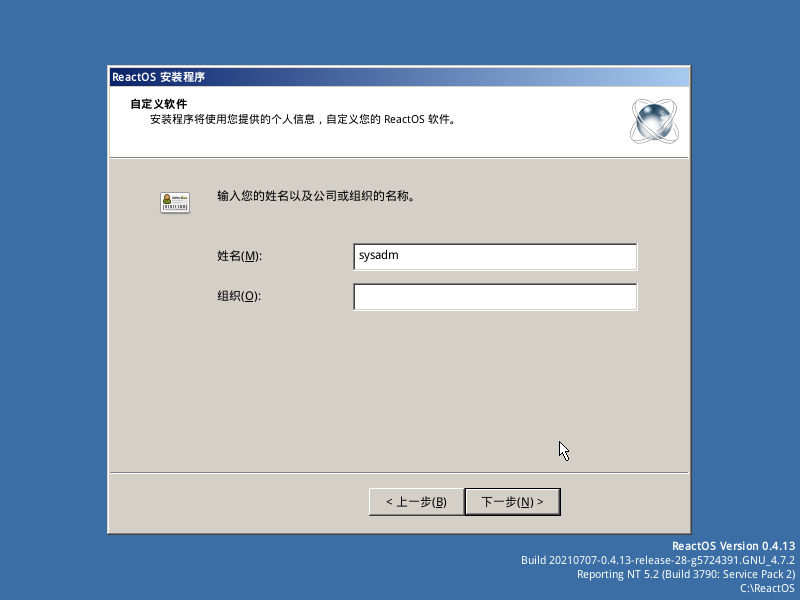 ReactOS 安装程序
自定义软件
安装程序将使用您提供的个人信息，自定义您的 ReactOS 软件。
输入您的姓名以及公司或组织的名称。
姓名(M):
sysadm
组织(O):
< 上一步(B)
下一步(N) >
ReactOS Version 0.4.13
Build 20210707-0.4.13-release-28-g5724391.GNU_4.7.2
Reporting NT 5.2 (Build 3790: Service Pack 2)
C:\ReactOS